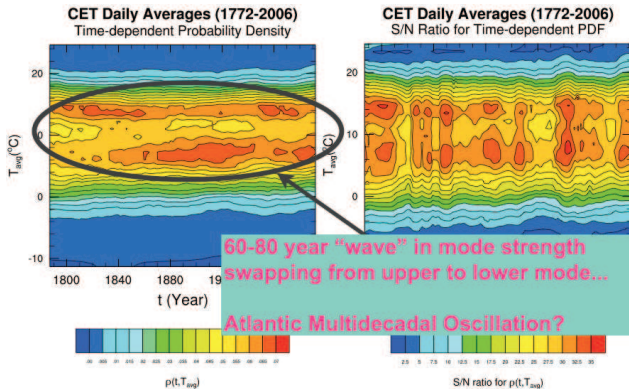 CET Daily Averages (1772-2006)
Time-dependent Probability Density
20
10
0
-10
Tavg(°C)
1800 1840 1880 19
t (Year)
ρ(t,Tavg)
CET Daily Averages (1772-2006)
S/N Ratio for Time-dependent PDF
20
10
0
Tavg(°C)
60-80 year “wave” in mode strength
swapping from upper to lower mode...
Atlantic Multidecadal Oscillation?
2.5 5 7.5 10 12.5 15 17.5 20 22.5 25 27.5 30 32.5 35
S/N ratio for ρ(t,Tavg)